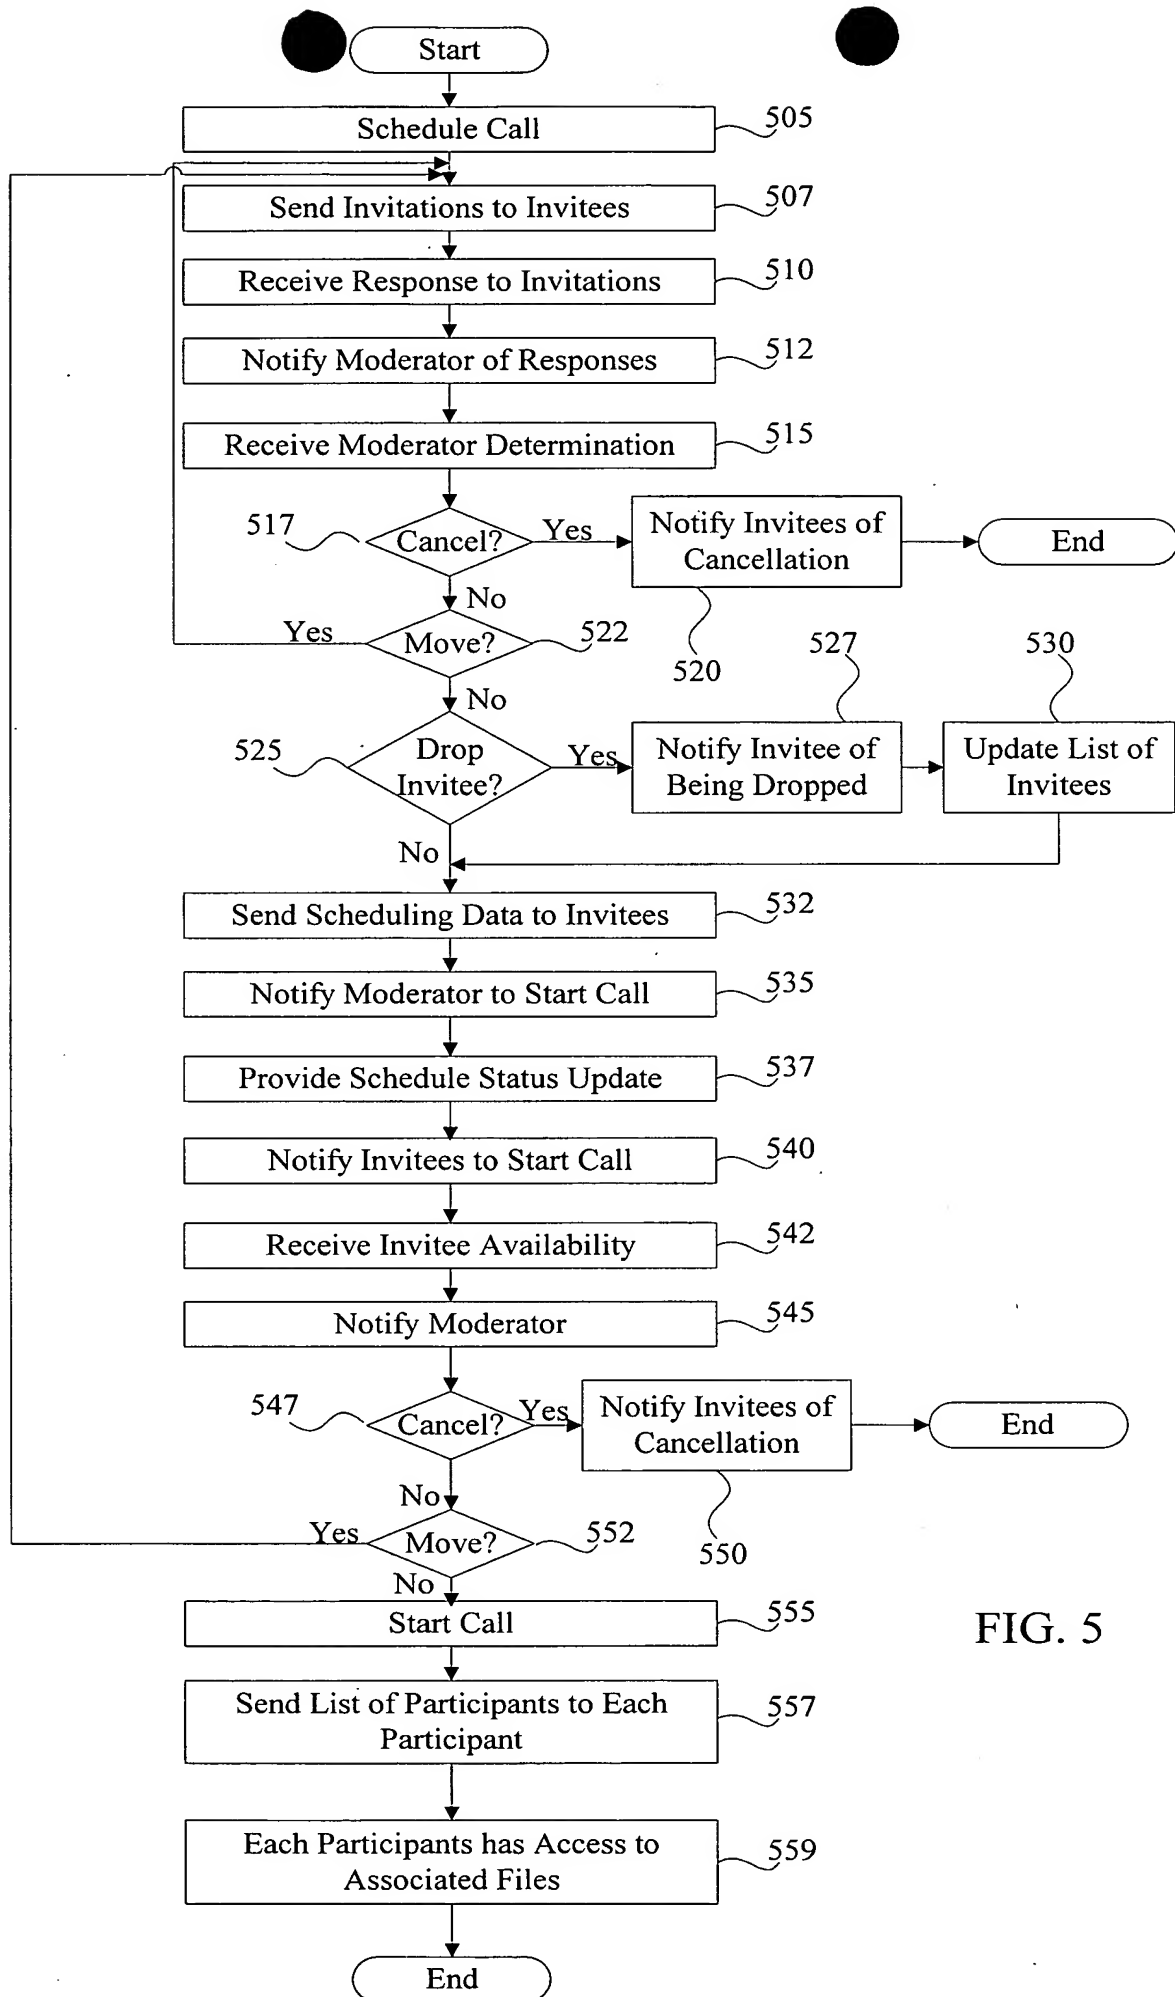 Start
Schedule Call
505
Send Invitations to Invitees
507
Receive Response to Invitations
510
Notify Moderator of Responses
512
Receive Moderator Determination
515
517
Cancel?
Yes
Notify Invitees of
Cancellation
End
No
520
Yes
Move?
522
No
527
530
525
Drop
Invitee?
Yes
Notify Invitee of
Being Dropped
Update List of
Invitees
No
Send Scheduling Data to Invitees
532
Notify Moderator to Start Call
535
Provide Schedule Status Update
537
Notify Invitees to Start Call
540
Receive Invitee Availability
542
Notify Moderator
545
547
Cancel?
Yes
Notify Invitees of
Cancellation
End
No
550
Yes
Move?
552
No
Start Call
555
FIG. 5
Send List of Participants to Each
Participant
557
Each Participants has Access to
Associated Files
559
End